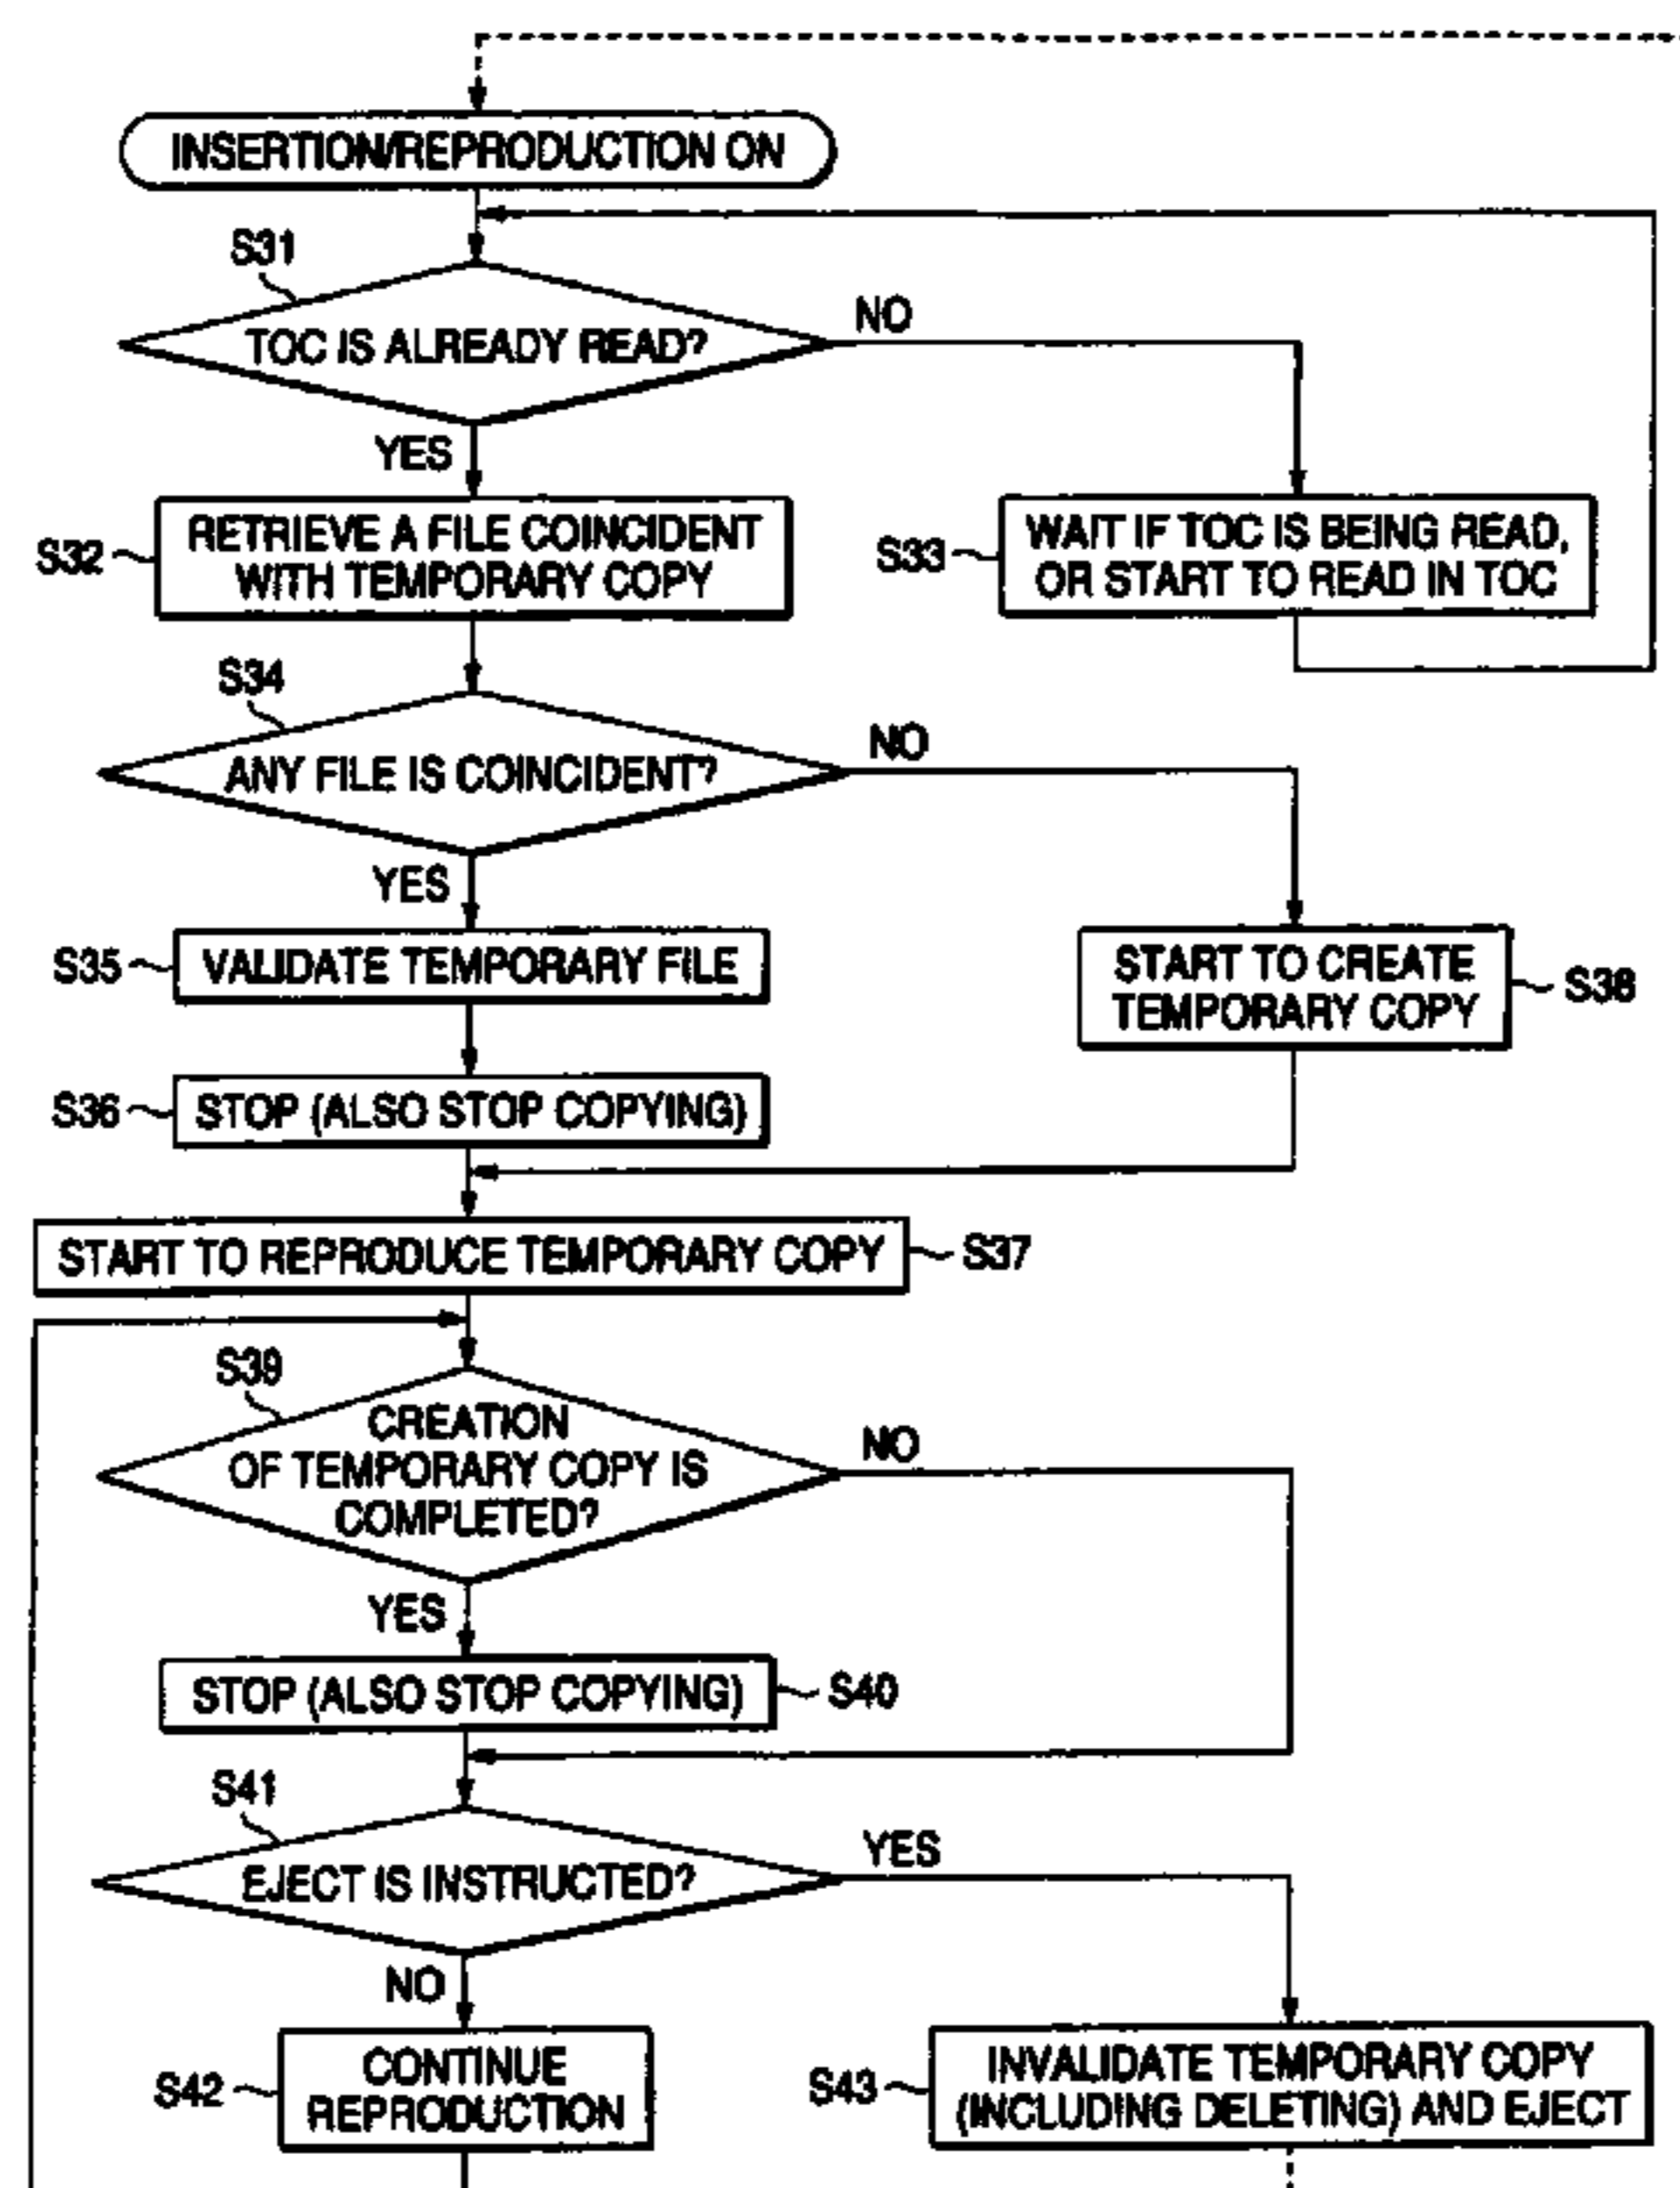 INSERTION/REPRODUCTION ON
S31
TOC IS ALREADY READ?
NO
YES
S32
RETRIEVE A FILE COINCIDENT
WITH TEMPORARY COPY
S33
WAIT IF TOC IS BEING READ,
OR START TO READ IN TOC
S34
ANY FILE IS COINCIDENT?
NO
YES
S35
VALIDATE TEMPORARY FILE
START TO CREATE
TEMPORARY COPY
S38
S36
STOP (ALSO STOP COPYING)
START TO REPRODUCE TEMPORARY COPY
S37
S39
CREATION
OF TEMPORARY COPY IS
COMPLETED?
NO
YES
STOP (ALSO STOP COPYING)
S40
S41
EJECT IS INSTRUCTED?
YES
NO
S42
CONTINUE
REPRODUCTION
S43
INVALIDATE TEMPORARY COPY
(INCLUDING DELETING) AND EJECT